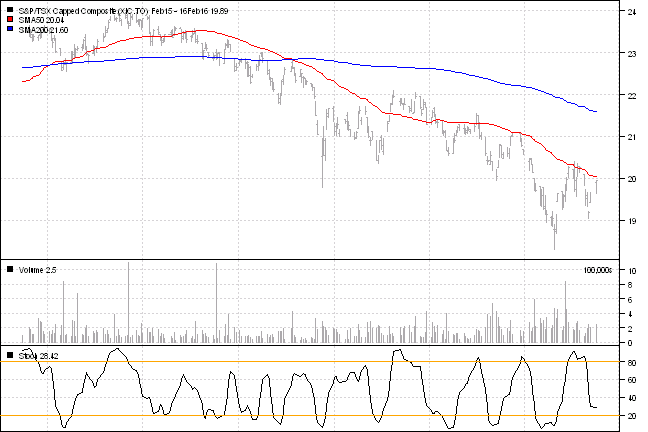 S&P/TSX Capped Composite (XIC.TO) Feb15 - 16Feb16 19.89
SMA50 20.04
SMA200 21.60
24
23
22
21
20
19
Volume 2.5
100,000s
10
8
6
4
2
0
Stoch 28.42
80
60
40
20